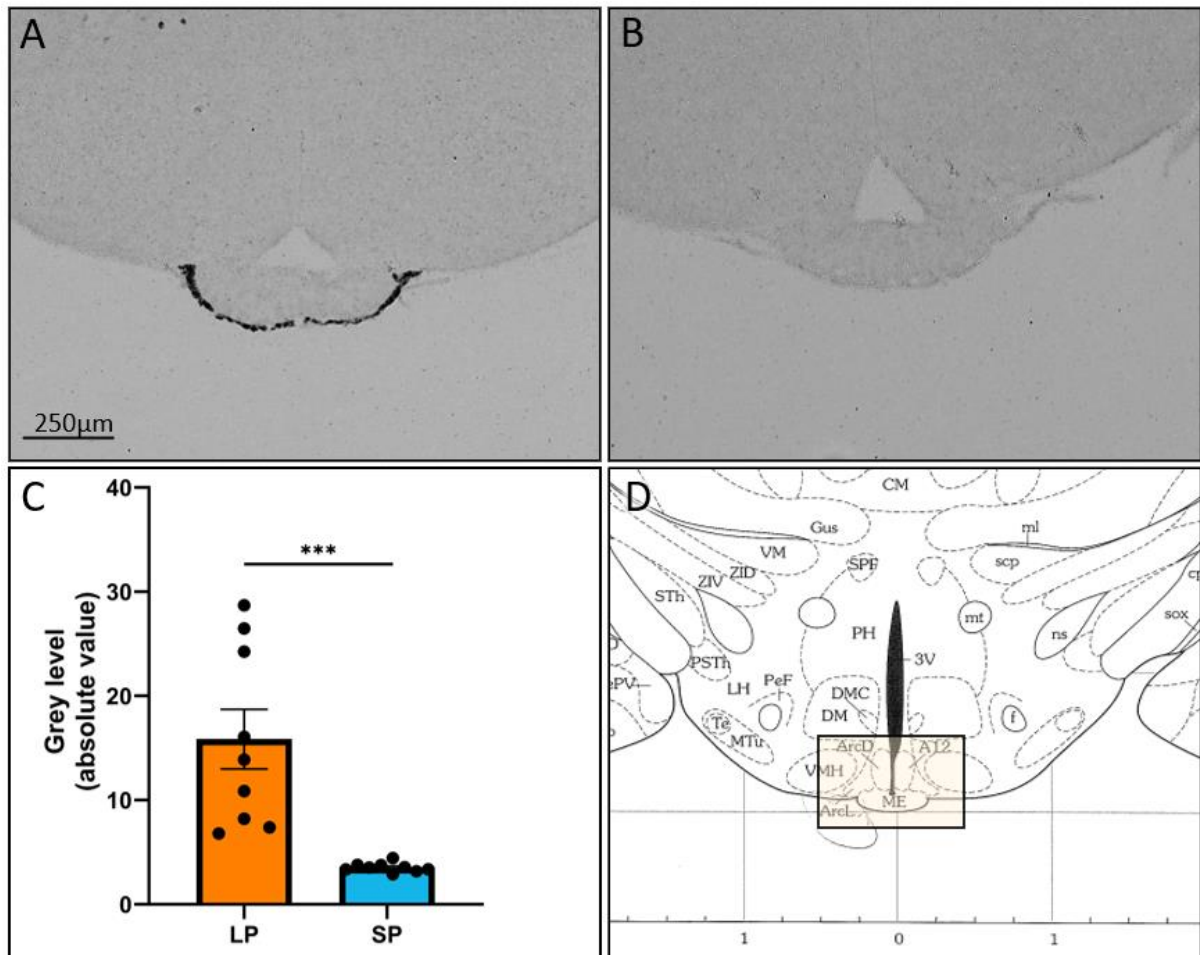 A
250µm
B
C
40
30
20
10
0
Grey level
(absolute value)
***
LP
SP
D
CM
Gus
ml
VM
SPF
scp
ZID
ZIV
STh
mt
sox
PH
ns
3V
PSTh
PeF
LH
ePV
DMC
DM
f
Te
MTu
ArcD
A12
VMH
ME
ArcL
1
0
1